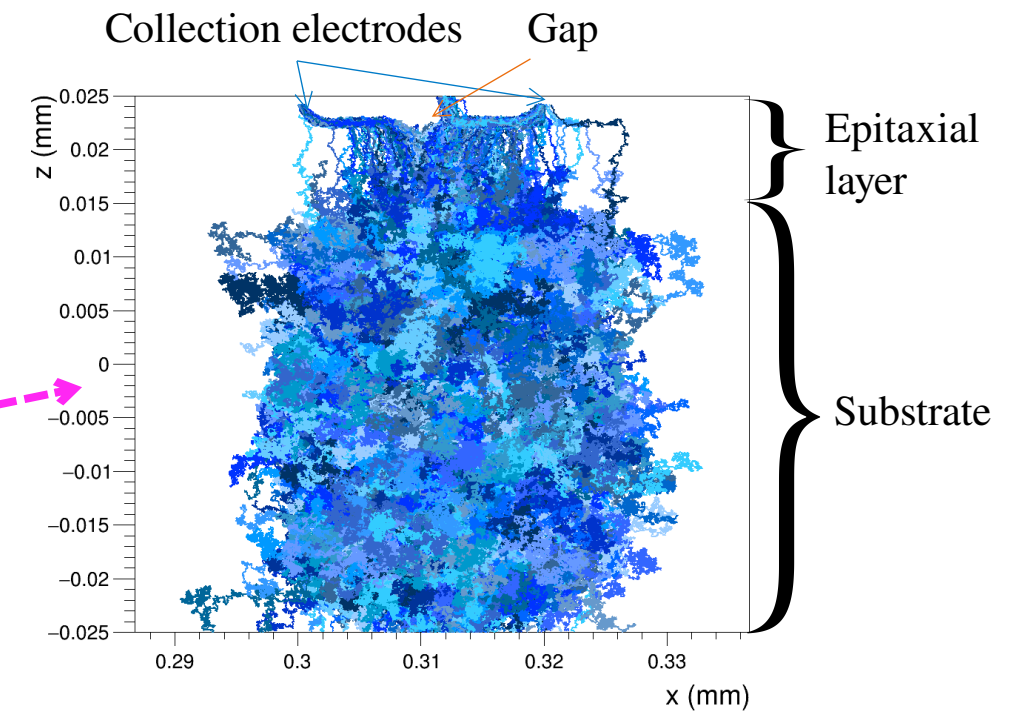 Collection electrodes
Gap
z (mm)
0.025
0.02
0.015
0.01
0.005
0
−0.005
−0.01
−0.015
−0.02
−0.025
Epitaxial
layer
Substrate
0.29
0.3
0.31
0.32
0.33
x (mm)